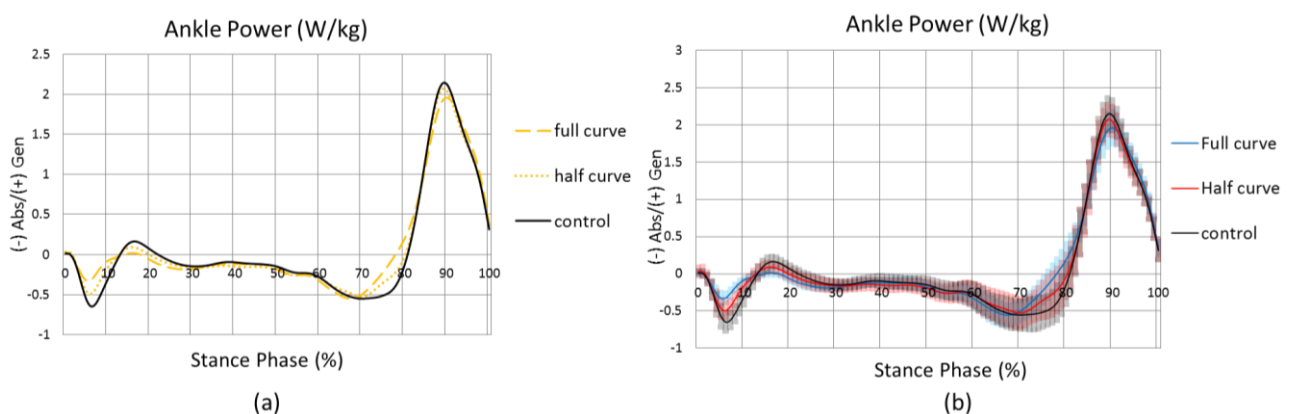 Ankle Power (W/kg)
2.5
2
1.5
1
0.5
0
-0.5
-1
(-) Abs/(+) Gen
0 10 20 30 40 50 60 70 80 90 100
Stance Phase (%)
full curve
half curve
control
(a)
Ankle Power (W/kg)
3
2.5
2
1.5
1
0.5
0
-0.5
-1
(-) Abs/(+) Gen
0 10 20 30 40 50 60 70 80 90 100
Stance Phase (%)
Full curve
Half curve
control
(b)